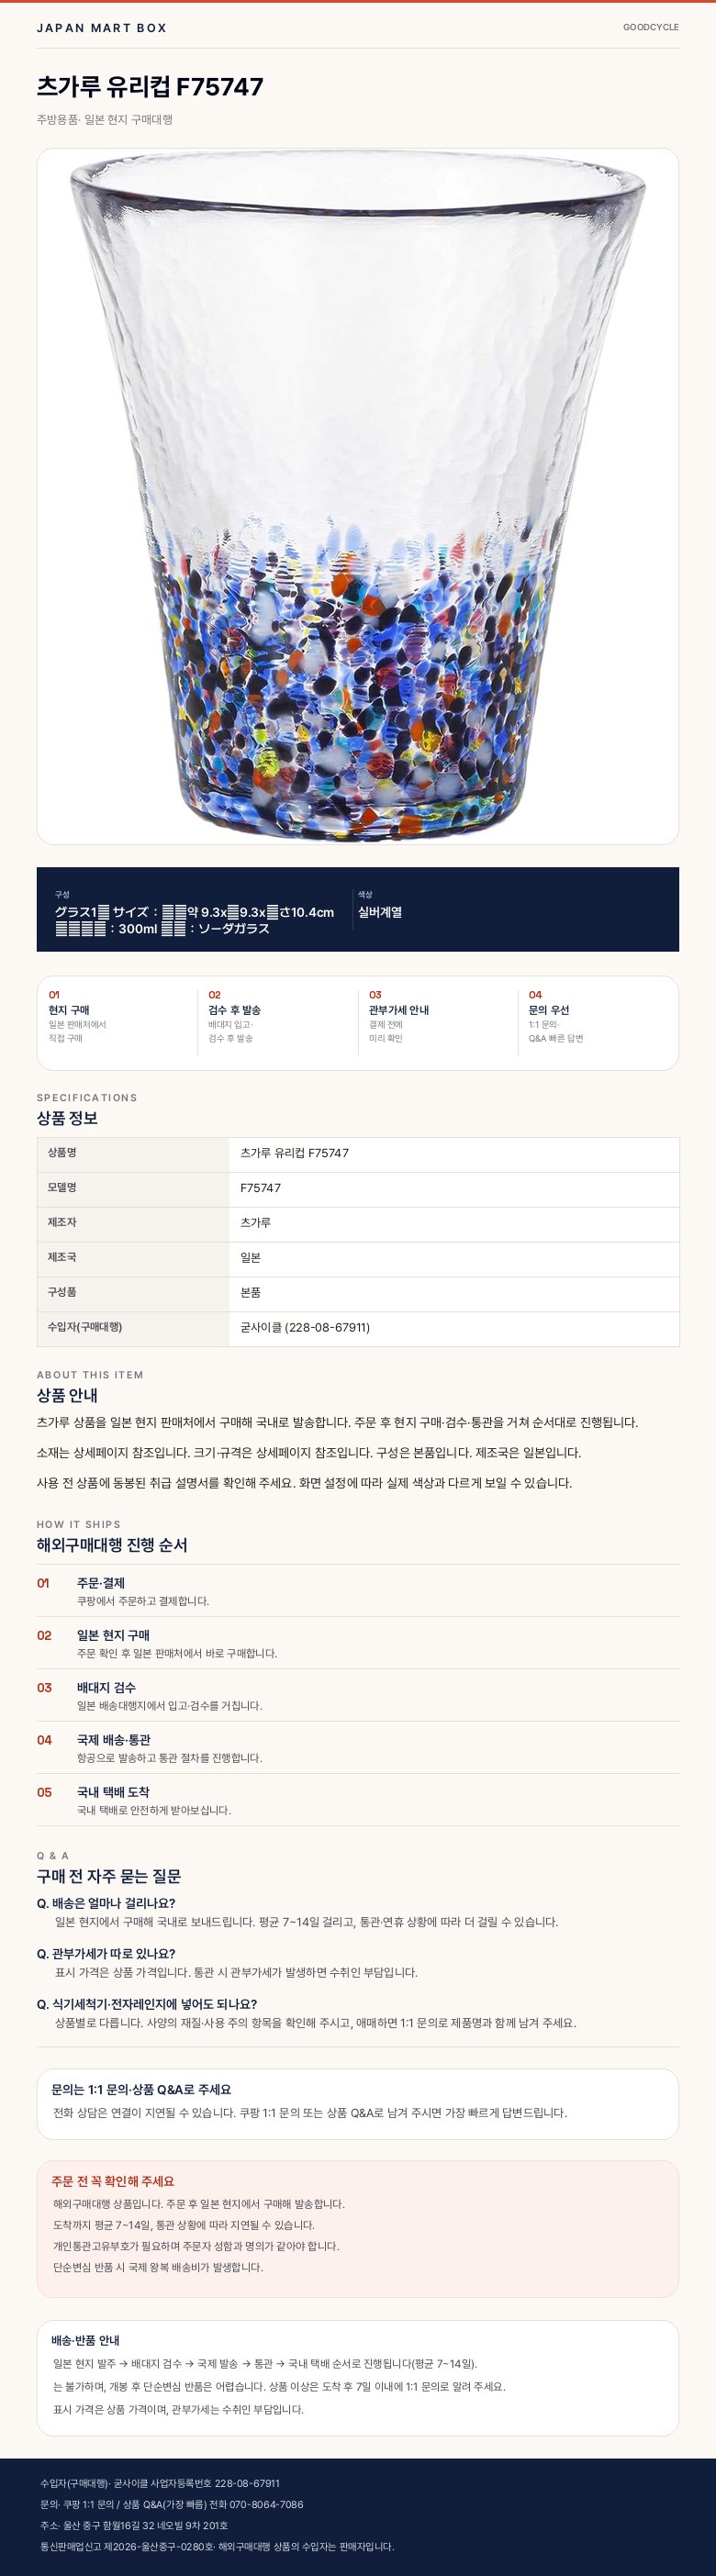 JAPAN MART BOX
GOODCYCLE
츠가루 유리컵 F75747
주방용품· 일본 현지 구매대행
구성
グラス1 サイズ : 약 9.3x 9.3x さ10.4cm
: 300ml : ソーダガラス
색상
실버계열
01
현지 구매
일본 판매처에서
직접 구매
02
검수 후 발송
배대지 입고·
검수 후 발송
03
관부가세 안내
결제 전에
미리 확인
04
문의 우선
1:1 문의·
Q&A 빠른 답변
SPECIFICATIONS
상품 정보
상품명 츠가루 유리컵 F75747
모델명 F75747
제조자 츠가루
제조국 일본
구성품 본품
수입자(구매대행) 굳사이클 (228-08-67911)
ABOUT THIS ITEM
상품 안내
츠가루 상품을 일본 현지 판매처에서 구매해 국내로 발송합니다. 주문 후 현지 구매·검수·통관을 거쳐 순서대로 진행됩니다.
소재는 상세페이지 참조입니다. 크기·규격은 상세페이지 참조입니다. 구성은 본품입니다. 제조국은 일본입니다.
사용 전 상품에 동봉된 취급 설명서를 확인해 주세요. 화면 설정에 따라 실제 색상과 다르게 보일 수 있습니다.
HOW IT SHIPS
해외구매대행 진행 순서
01 주문·결제
쿠팡에서 주문하고 결제합니다.
02 일본 현지 구매
주문 확인 후 일본 판매처에서 바로 구매합니다.
03 배대지 검수
일본 배송대행지에서 입고·검수를 거칩니다.
04 국제 배송·통관
항공으로 발송하고 통관 절차를 진행합니다.
05 국내 택배 도착
국내 택배로 안전하게 받아보십니다.
Q & A
구매 전 자주 묻는 질문
Q. 배송은 얼마나 걸리나요?
일본 현지에서 구매해 국내로 보내드립니다. 평균 7~14일 걸리고, 통관·연휴 상황에 따라 더 걸릴 수 있습니다.
Q. 관부가세가 따로 있나요?
표시 가격은 상품 가격입니다. 통관 시 관부가세가 발생하면 수취인 부담입니다.
Q. 식기세척기·전자레인지에 넣어도 되나요?
상품별로 다릅니다. 사양의 재질·사용 주의 항목을 확인해 주시고, 애매하면 1:1 문의로 제품명과 함께 남겨 주세요.
문의는 1:1 문의·상품 Q&A로 주세요
전화 상담은 연결이 지연될 수 있습니다. 쿠팡 1:1 문의 또는 상품 Q&A로 남겨 주시면 가장 빠르게 답변드립니다.
주문 전 꼭 확인해 주세요
해외구매대행 상품입니다. 주문 후 일본 현지에서 구매해 발송합니다.
도착까지 평균 7~14일, 통관 상황에 따라 지연될 수 있습니다.
개인통관고유부호가 필요하며 주문자 성함과 명의가 같아야 합니다.
단순변심 반품 시 국제 왕복 배송비가 발생합니다.
배송·반품 안내
일본 현지 발주 → 배대지 검수 → 국제 발송 → 통관 → 국내 택배 순서로 진행됩니다(평균 7~14일).
는 불가하며, 개봉 후 단순변심 반품은 어렵습니다. 상품 이상은 도착 후 7일 이내에 1:1 문의로 알려 주세요.
표시 가격은 상품 가격이며, 관부가세는 수취인 부담입니다.
수입자(구매대행)· 굳사이클 사업자등록번호 228-08-67911
문의· 쿠팡 1:1 문의 / 상품 Q&A(가장 빠름) 전화 070-8064-7086
주소· 울산 중구 함월16길 32 네오빌 9차 201호
통신판매업신고 제2026-울산중구-0280호· 해외구매대행 상품의 수입자는 판매자입니다.